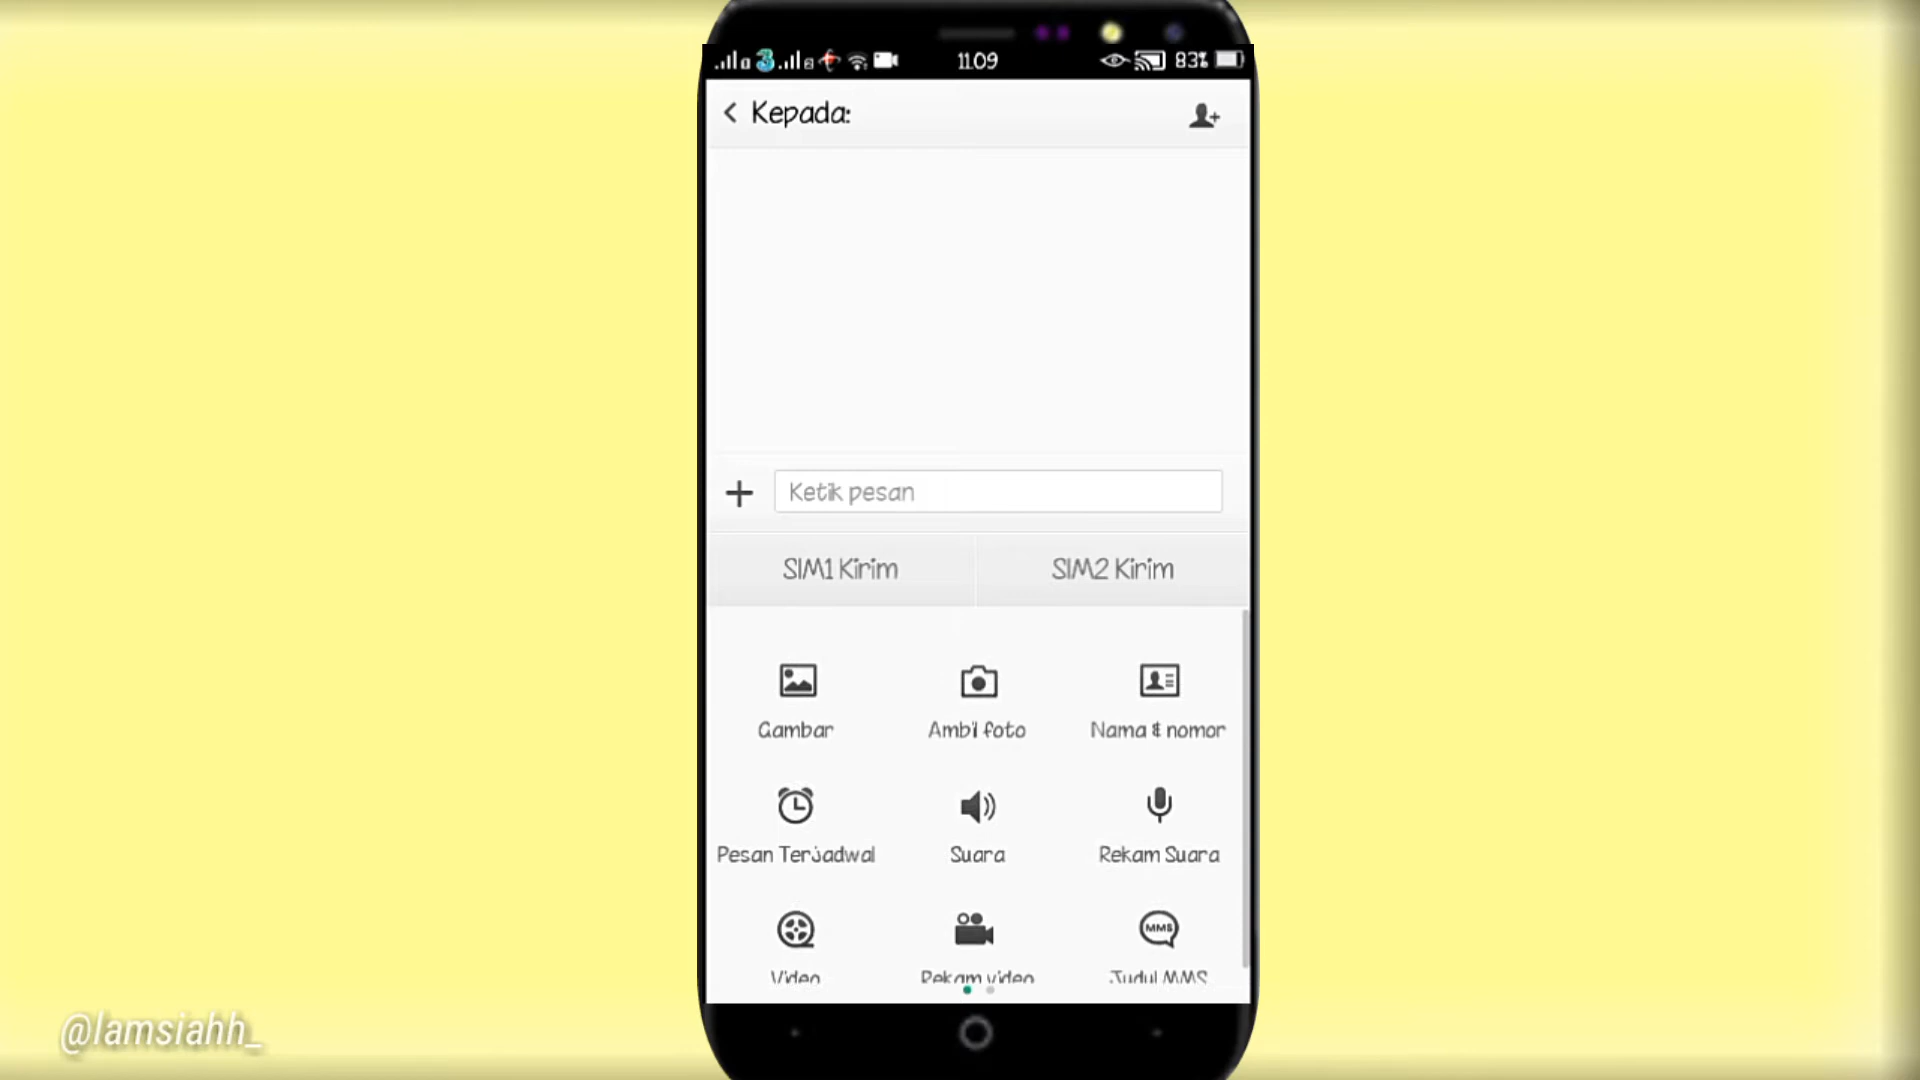 11.09
83%
Kepada:
Ketik pesan
SIM1 Kirim
SIM2 Kirim
Gambar
Ambil foto
Nama & nomor
Pesan Terjadwal
Suara
Rekam Suara
Video
Rekam video
Judul MMS
@lamsiahh_